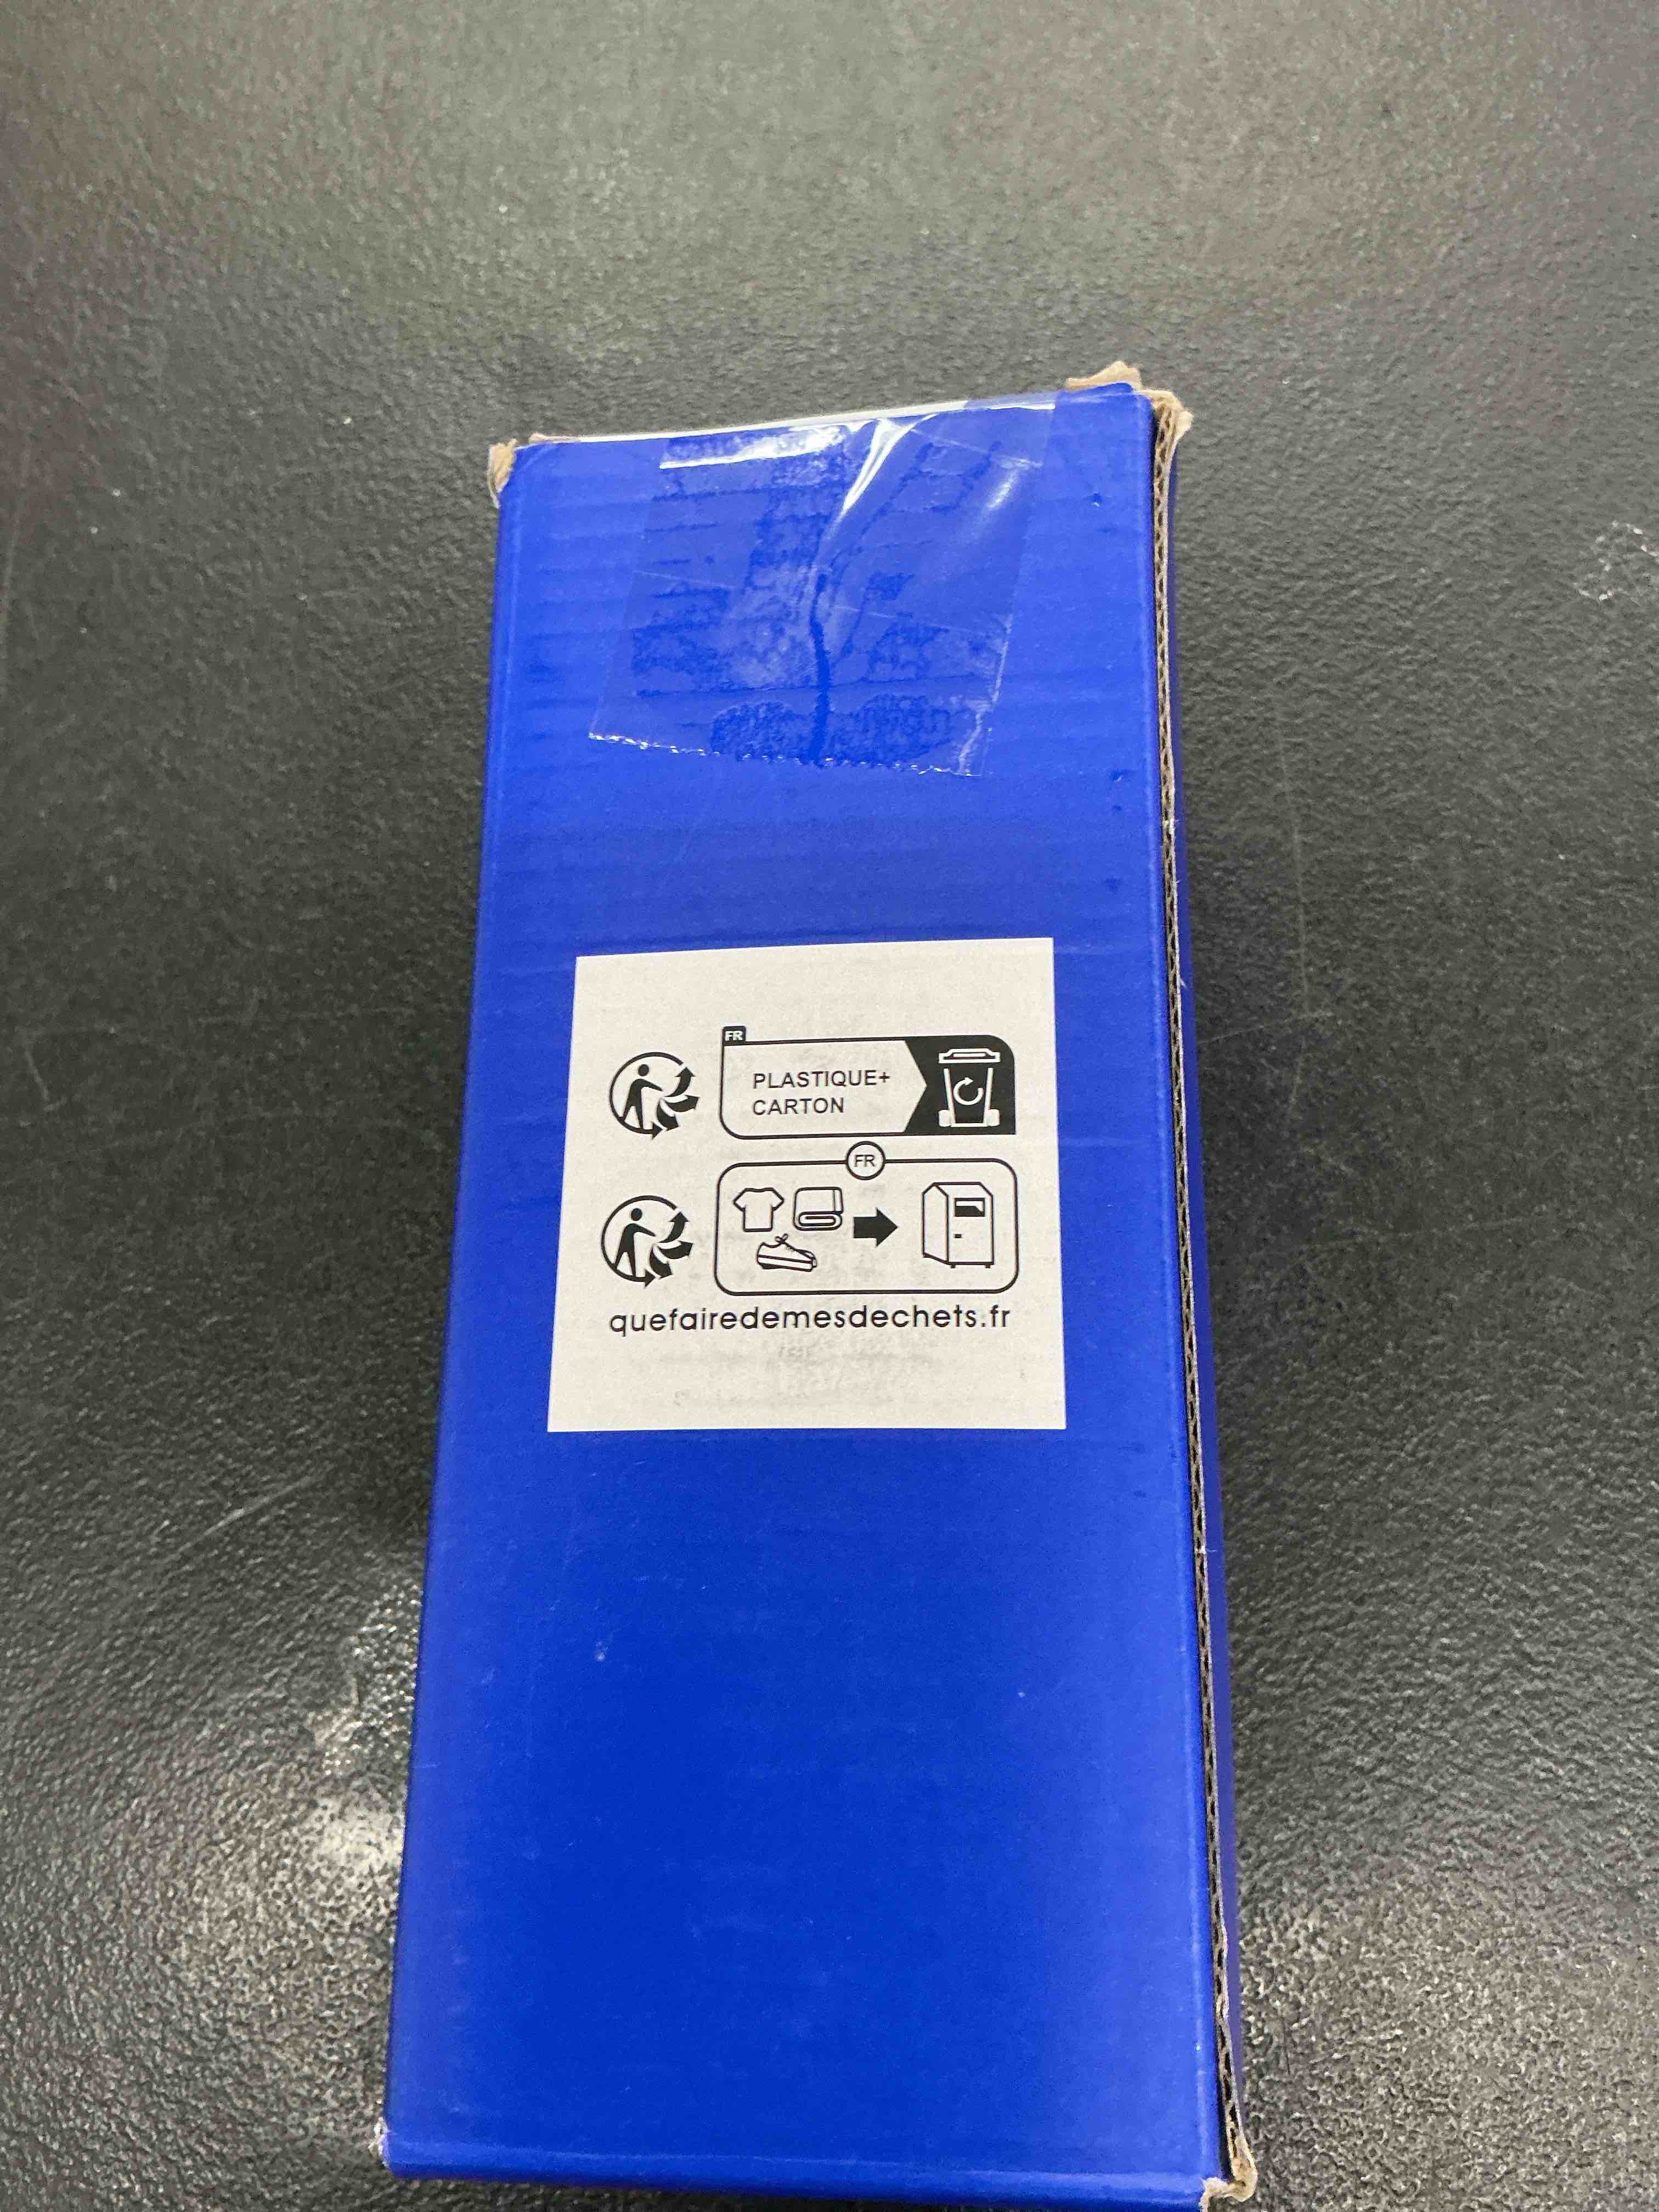 FR
PLASTIQUE+
CARTON
FR
quefairedemesdechets.fr